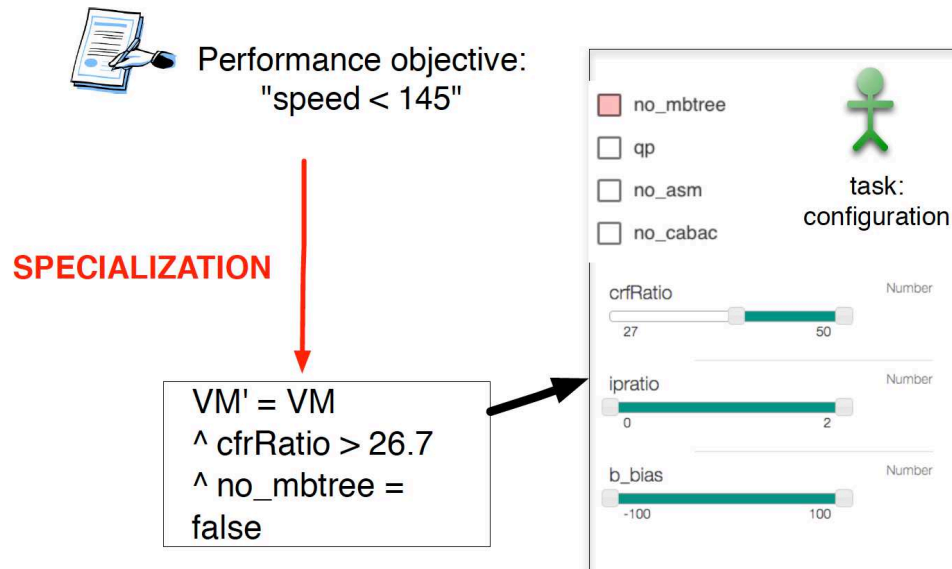 Performance objective:
"speed < 145"
SPECIALIZATION
VM' = VM
^ cfrRatio > 26.7
^ no_mbtree =
false
no_mbtree
qp
no_asm
no_cabac
task:
configuration
crfRatio
Number
27
50
ipratio
Number
0
2
b_bias
Number
-100
100